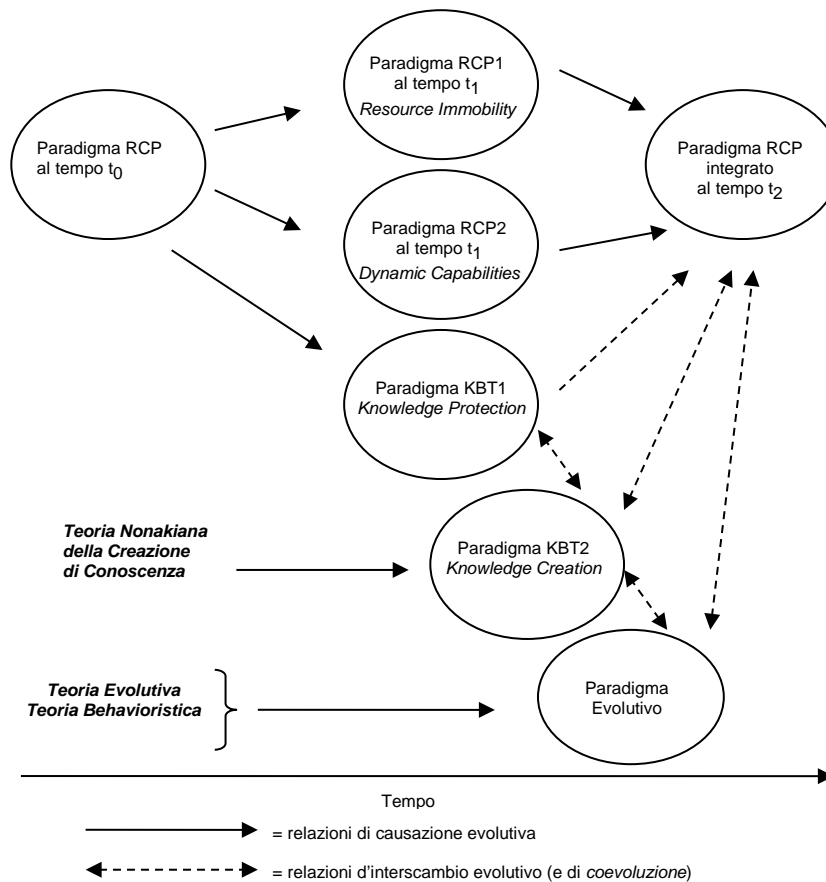 Paradigma RCP
al tempo t0
Paradigma RCP1
al tempo t1
Resource Immobility
Paradigma RCP2
al tempo t1
Dynamic Capabilities
Paradigma RCP
integrato
al tempo t2
Paradigma KBT1
Knowledge Protection
Teoria Nonakiana
della Creazione
di Conoscenza
Paradigma KBT2
Knowledge Creation
Teoria Evolutiva
Teoria Behavioristica
Paradigma
Evolutivo
Tempo
= relazioni di causazione evolutiva
= relazioni d'interscambio evolutivo (e di coevoluzione)